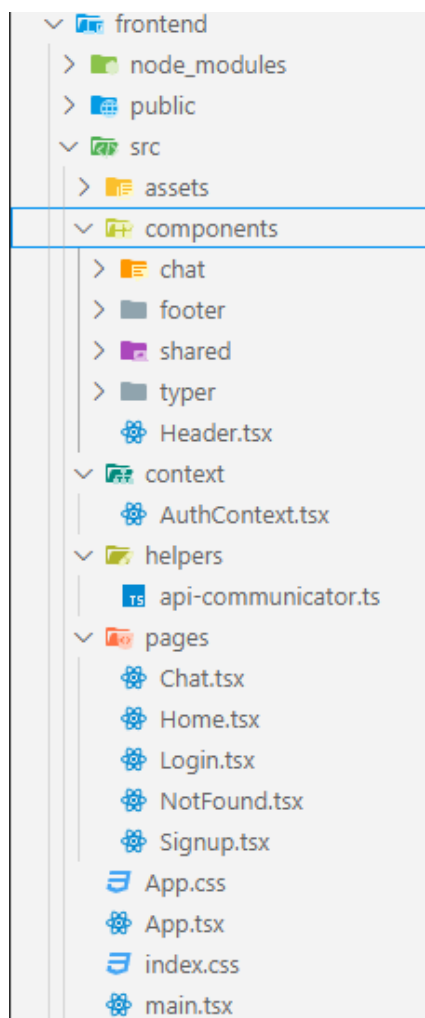 frontend
node_modules
public
src
assets
components
chat
footer
shared
typer
Header.tsx
context
AuthContext.tsx
helpers
TS api-communicator.ts
pages
Chat.tsx
Home.tsx
Login.tsx
NotFound.tsx
Signup.tsx
App.css
App.tsx
index.css
main.tsx